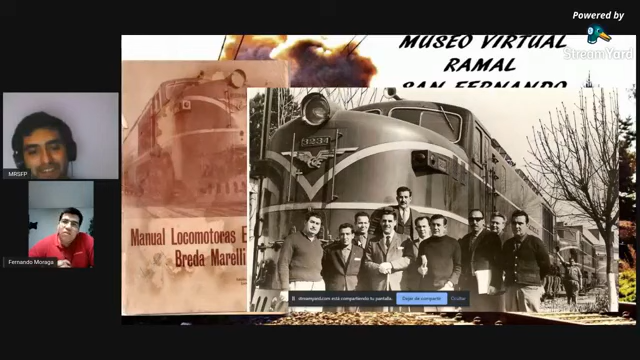 Powered by
StreamYard
MUSEO VIRTUAL
RAMAL
SAN FERNANDO
MRSFP
Manual Locomotoras E
Breda Marelli
Fernando Moraga
streamyard.com está compartiendo tu pantalla.
Dejar de compartir
Ocultar